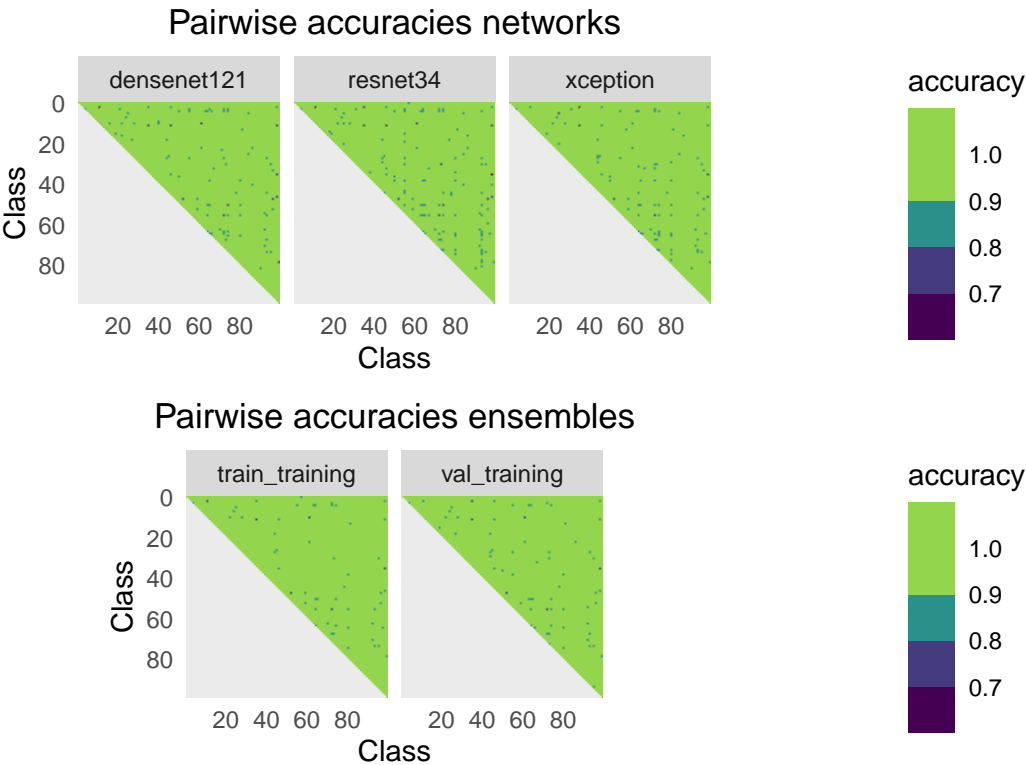 Pairwise accuracies networks
densenet121 resnet34 xception
accuracy
1.0
0.9
0.8
0.7
Class
0
20
40
60
80
20 40 60 80 20 40 60 80 20 40 60 80
Class
Pairwise accuracies ensembles
train_training val_training
accuracy
1.0
0.9
0.8
0.7
Class
0
20
40
60
80
20 40 60 80 20 40 60 80
Class